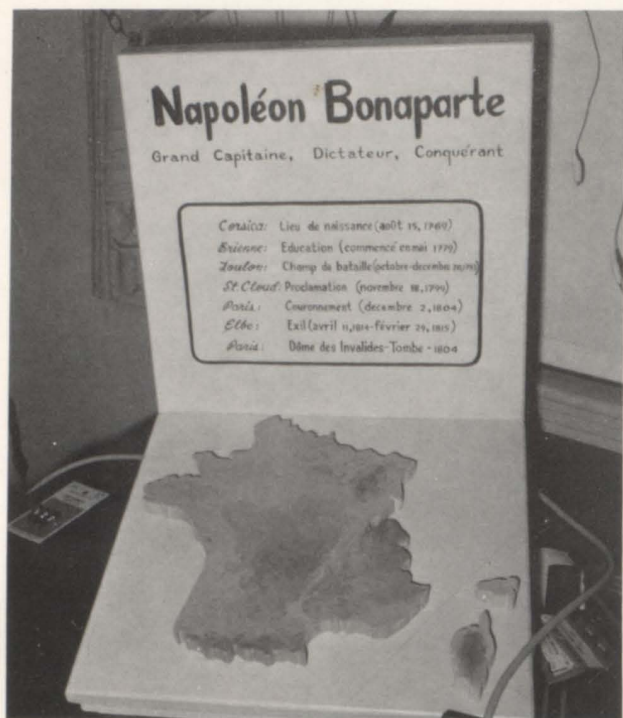 Napoléon Bonaparte
Grand Capitaine, Dictateur, Conquérant
Corsica: Lieu de naissance (août 15, 1769)
Brienne: Education (commencé en mai 1779)
Toulon: Champ de bataille (octobre-decembre
St. Cloud: Proclamation (novembre 18, 1799)
Paris: Couronnement (decembre 2, 1804)
Elbe: Exil (avril 11, 1814-février 29, 1815)
Paris: Dôme des Invalides-Tombe - 1804